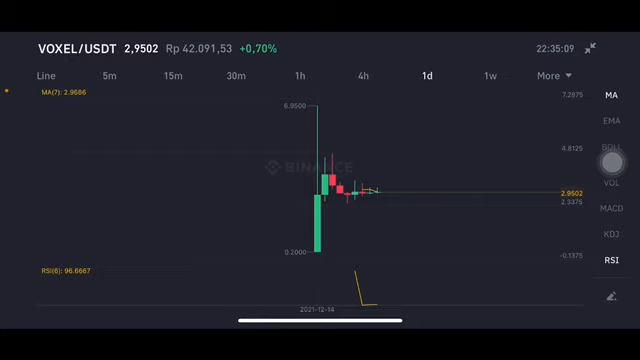 VOXEL/USDT 2,9502 Rp 42.091,53 +0,70% 22:35:09
Line 5m 15m 30m 1h 4h 1d 1w More
MA(7): 2.9686
7.2875
MA
6.9500
EMA
4.8125
BOLL
BINANCE
VOL
2.9502
2.3375
MACD
KDJ
0.2000
-0.1375
RSI
RSI(6): 96.6667
2021-12-14